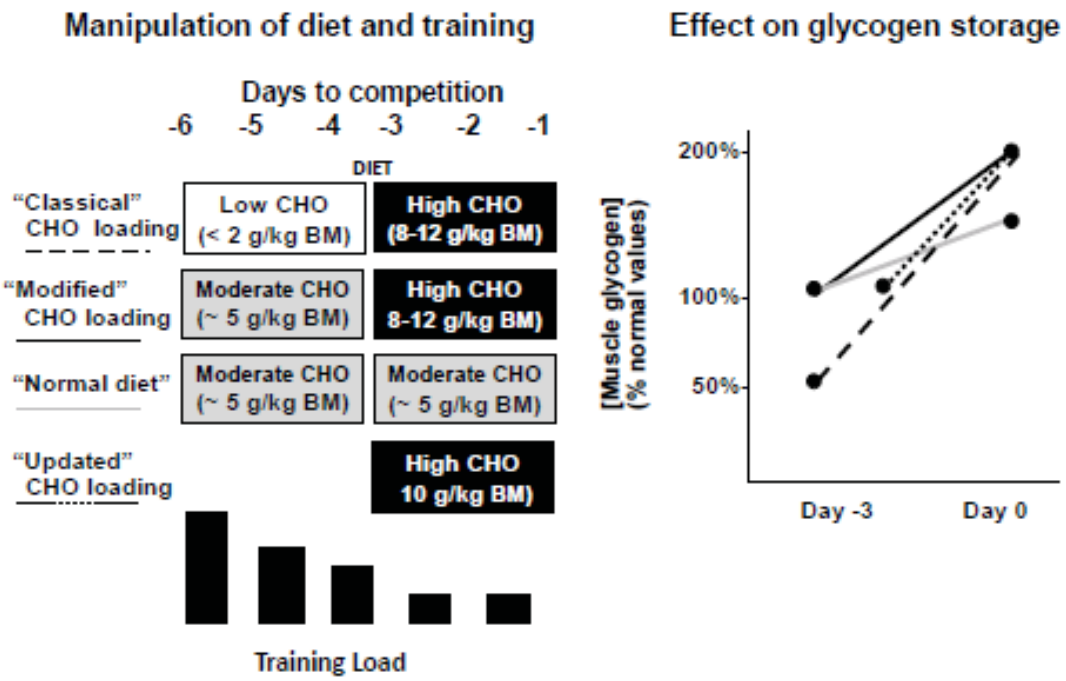 Manipulation of diet and training
Days to competition
-6 -5 -4 -3 -2 -1
DIET
“Classical”
CHO loading
Low CHO
(< 2 g/kg BM)
High CHO
(8-12 g/kg BM)
“Modified”
CHO loading
Moderate CHO
(~ 5 g/kg BM)
High CHO
8-12 g/kg BM)
“Normal diet”
Moderate CHO
(~ 5 g/kg BM)
Moderate CHO
(~ 5 g/kg BM)
“Updated”
CHO loading
High CHO
10 g/kg BM)
Training Load
Effect on glycogen storage
[Muscle glycogen]
(% normal values)
200%
100%
50%
Day -3 Day 0